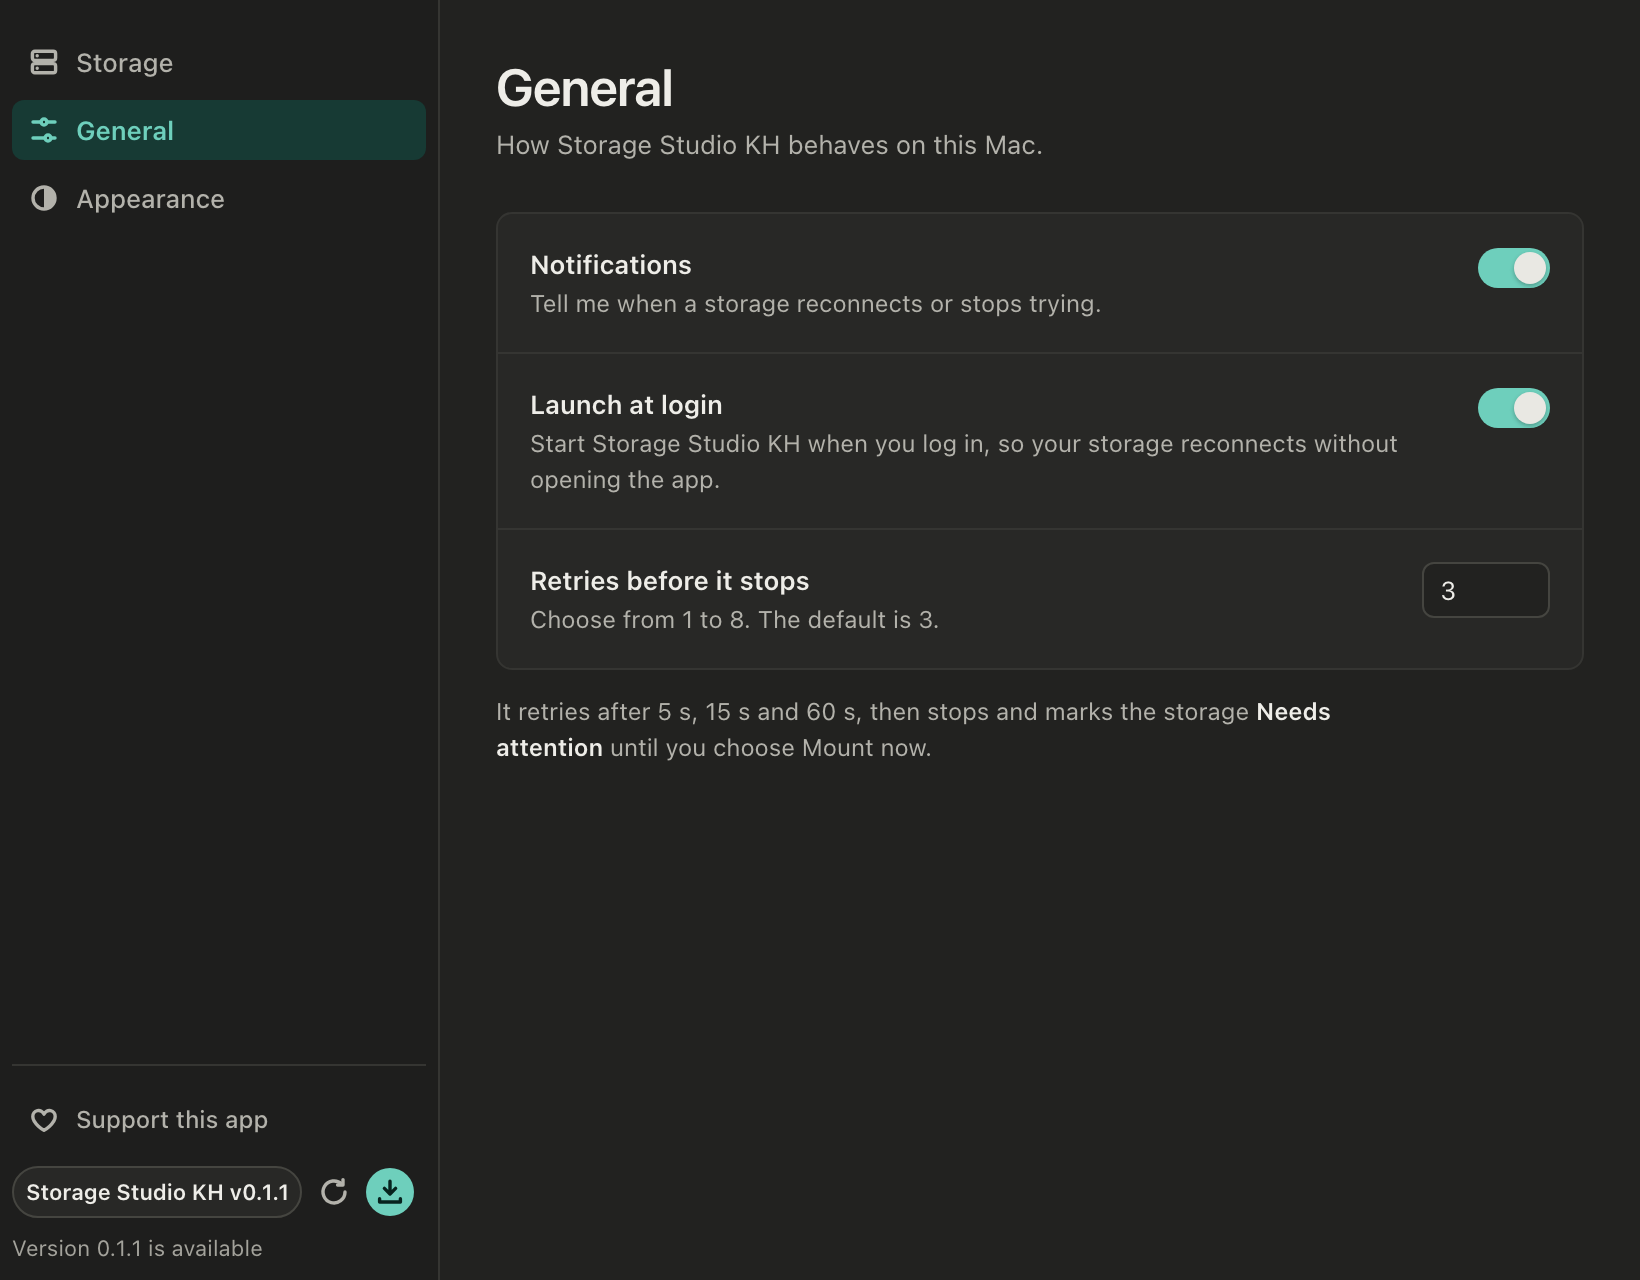 Storage
General
Appearance
Support this app
Storage Studio KH v0.1.1
Version 0.1.1 is available
General
How Storage Studio KH behaves on this Mac.
Notifications
Tell me when a storage reconnects or stops trying.
Launch at login
Start Storage Studio KH when you log in, so your storage reconnects without
opening the app.
Retries before it stops
Choose from 1 to 8. The default is 3.
3
It retries after 5 s, 15 s and 60 s, then stops and marks the storage Needs
attention until you choose Mount now.